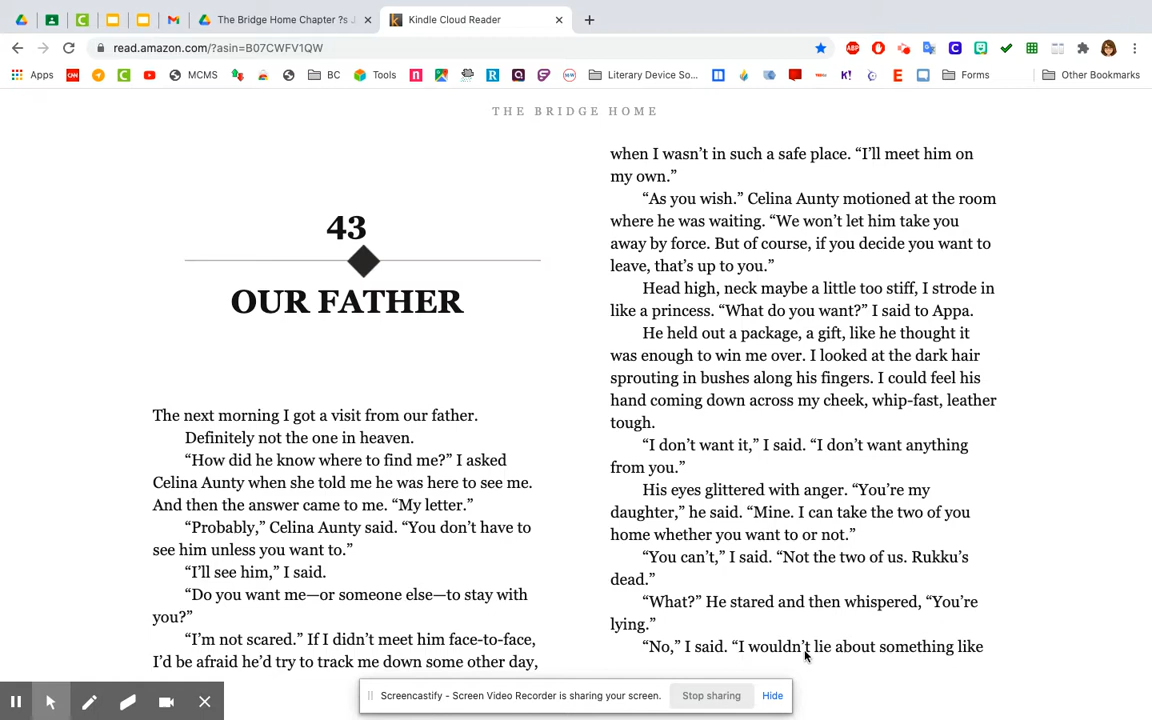 The Bridge Home Chapter ?s J
Kindle Cloud Reader
read.amazon.com/?asin=B07CWFV1QW
Apps
MCMS
BC
Tools
Literary Device So...
Forms
Other Bookmarks
THE BRIDGE HOME
43
OUR FATHER
The next morning I got a visit from our father.
Definitely not the one in heaven.
“How did he know where to find me?” I asked
Celina Aunty when she told me he was here to see me.
And then the answer came to me. “My letter.”
“Probably,” Celina Aunty said. “You don’t have to
see him unless you want to.”
“I’ll see him,” I said.
“Do you want me—or someone else—to stay with
you?”
“I’m not scared.” If I didn’t meet him face-to-face,
I’d be afraid he’d try to track me down some other day,
when I wasn’t in such a safe place. “I’ll meet him on
my own.”
“As you wish.” Celina Aunty motioned at the room
where he was waiting. “We won’t let him take you
away by force. But of course, if you decide you want to
leave, that’s up to you.”
Head high, neck maybe a little too stiff, I strode in
like a princess. “What do you want?” I said to Appa.
He held out a package, a gift, like he thought it
was enough to win me over. I looked at the dark hair
sprouting in bushes along his fingers. I could feel his
hand coming down across my cheek, whip-fast, leather
tough.
“I don’t want it,” I said. “I don’t want anything
from you.”
His eyes glittered with anger. “You’re my
daughter,” he said. “Mine. I can take the two of you
home whether you want to or not.”
“You can’t,” I said. “Not the two of us. Rukku’s
dead.”
“What?” He stared and then whispered, “You’re
lying.”
“No,” I said. “I wouldn’t lie about something like
Screencastify - Screen Video Recorder is sharing your screen.
Stop sharing
Hide